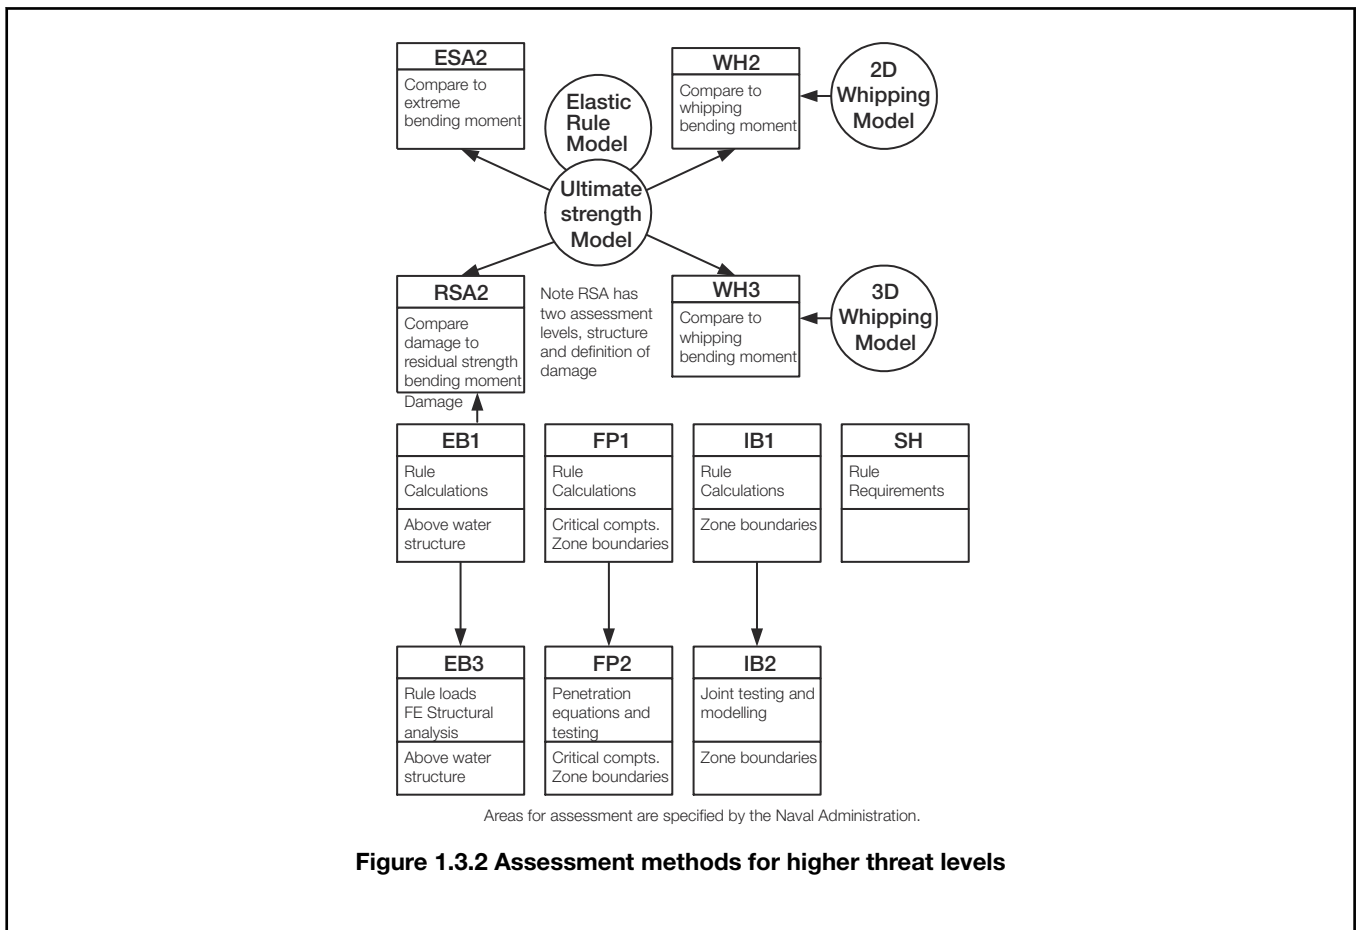 ESA2
Compare to
extreme
bending moment
Elastic
Rule
Model
WH2
Compare to
whipping
bending moment
2D
Whipping
Model
Ultimate
strength
Model
RSA2
Compare
damage to
residual strength
bending moment
Note RSA has
two assessment
levels, structure
and definition of
damage
WH3
Compare to
whipping
bending moment
3D
Whipping
Model
Damage
EB1
Rule
Calculations
Above water
structure
FP1
Rule
Calculations
Critical compts.
Zone boundaries
IB1
Rule
Calculations
Zone boundaries
SH
Rule
Requirements
EB3
Rule loads
FE Structural
analysis
Above water
structure
FP2
Penetration
equations and
testing
Critical compts.
Zone boundaries
IB2
Joint testing and
modelling
Zone boundaries
Areas for assessment are specified by the Naval Administration.
Figure 1.3.2 Assessment methods for higher threat levels